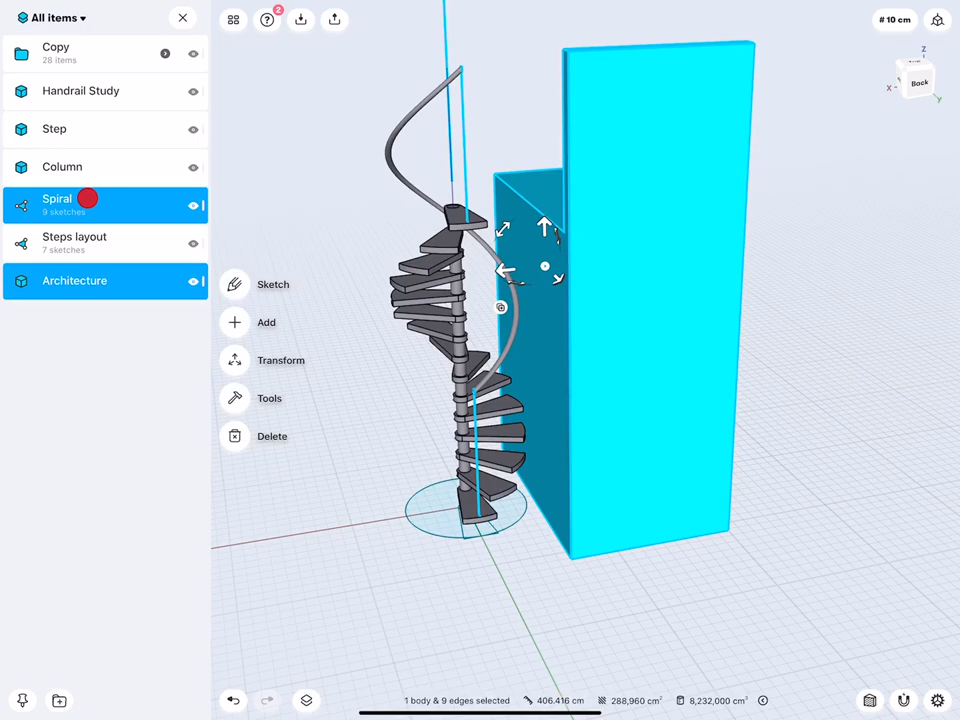 All items ▾
Copy
28 items
Handrail Study
Step
Column
Spiral
9 sketches
Steps layout
7 sketches
Architecture
?
2
# 10 cm
Z
Back
X
Y
Sketch
Add
Transform
Tools
Delete
1 body & 9 edges selected
406.416 cm
288,960 cm²
8,232,000 cm³